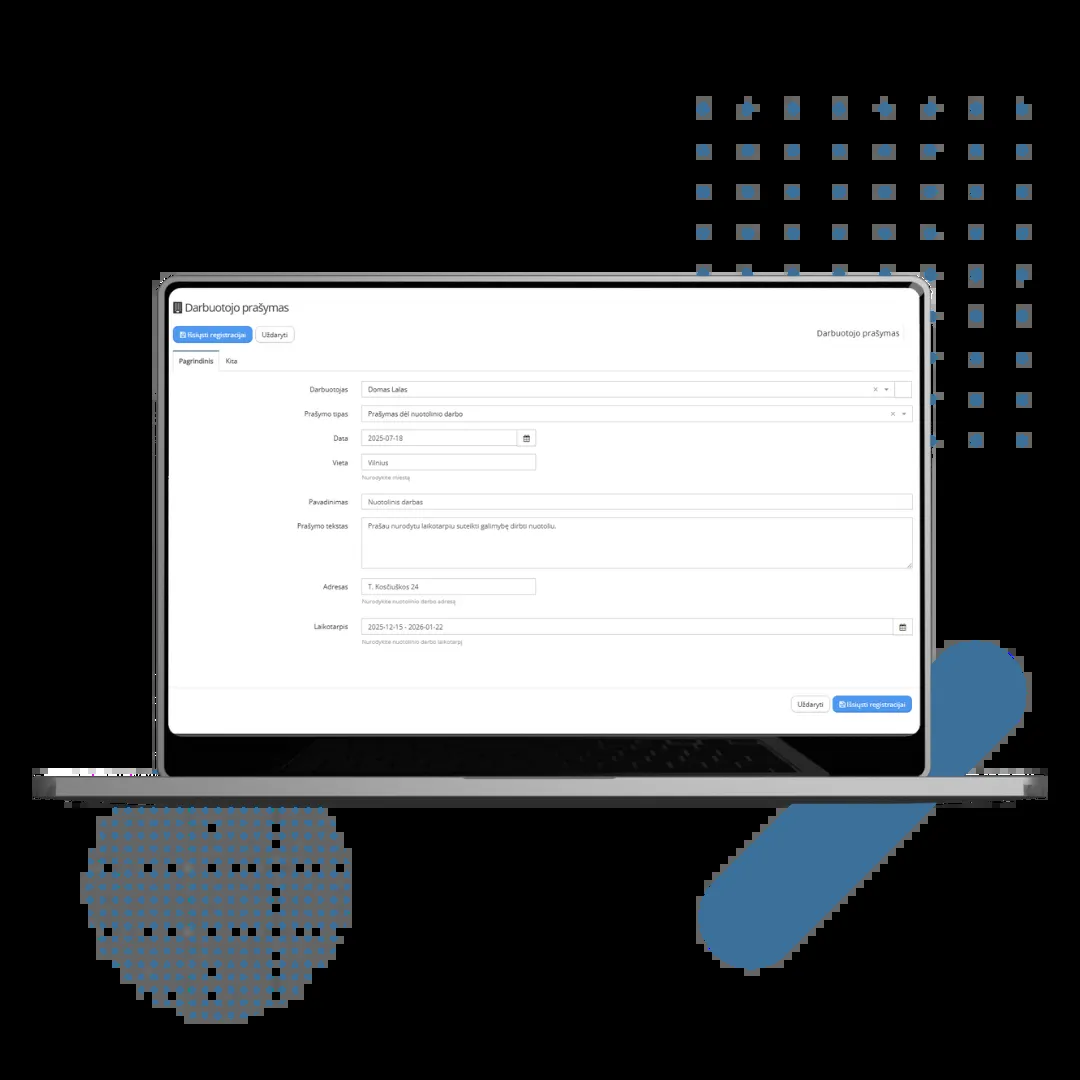 Darbuotojo prašymas
Išsiųsti registracijai Uždaryti
Darbuotojo prašymas
Pagrindinis Kita
Darbuotojas Domas Lalas
Prašymo tipas Prašymas dėl nuotolinio darbo
Data 2025-07-18
Vieta Vilnius
Nurodykite miestą
Pavadinimas Nuotolinis darbas
Prašymo tekstas Prašau nurodytu laikotarpiu suteikti galimybę dirbti nuotoliu.
Adresas T. Kosčiuškos 24
Nurodykite nuotolinio darbo adresą
Laikotarpis 2025-12-15 - 2026-01-22
Nurodykite nuotolinio darbo laikotarpį
Uždaryti Išsiųsti registracijai